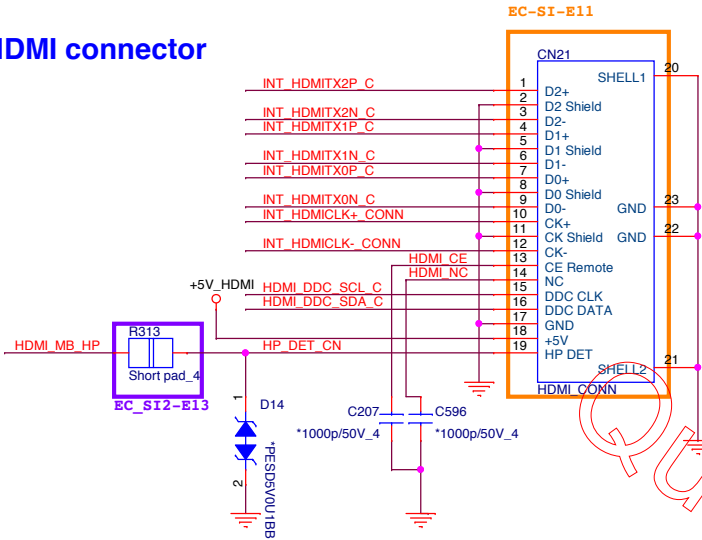 EC-SI-E11
HDMI connector
CN21
20
SHELL1
INT_HDMITX2P_C
1
D2+
2
D2 Shield
INT_HDMITX2N_C
3
D2-
INT_HDMITX1P_C
4
D1+
5
D1 Shield
INT_HDMITX1N_C
6
D1-
INT_HDMITX0P_C
7
D0+
8
D0 Shield
INT_HDMITX0N_C
9
D0-
GND
23
INT_HDMICLK+_CONN
10
CK+
11
CK Shield
GND
22
INT_HDMICLK-_CONN
12
CK-
HDMI_CE
13
CE Remote
HDMI_NC
14
NC
+5V_HDMI
HDMI_DDC_SCL_C
15
DDC CLK
HDMI_DDC_SDA_C
16
DDC DATA
17
GND
18
+5V
R313
HDMI_MB_HP
HP_DET_CN
19
HP DET
21
SHELL2
Short pad_4
HDMI_CONN
EC_SI2-E13
1
D14
C207
C596
*1000p/50V_4
*1000p/50V_4
*PESD5V0U1BB
2
Qu